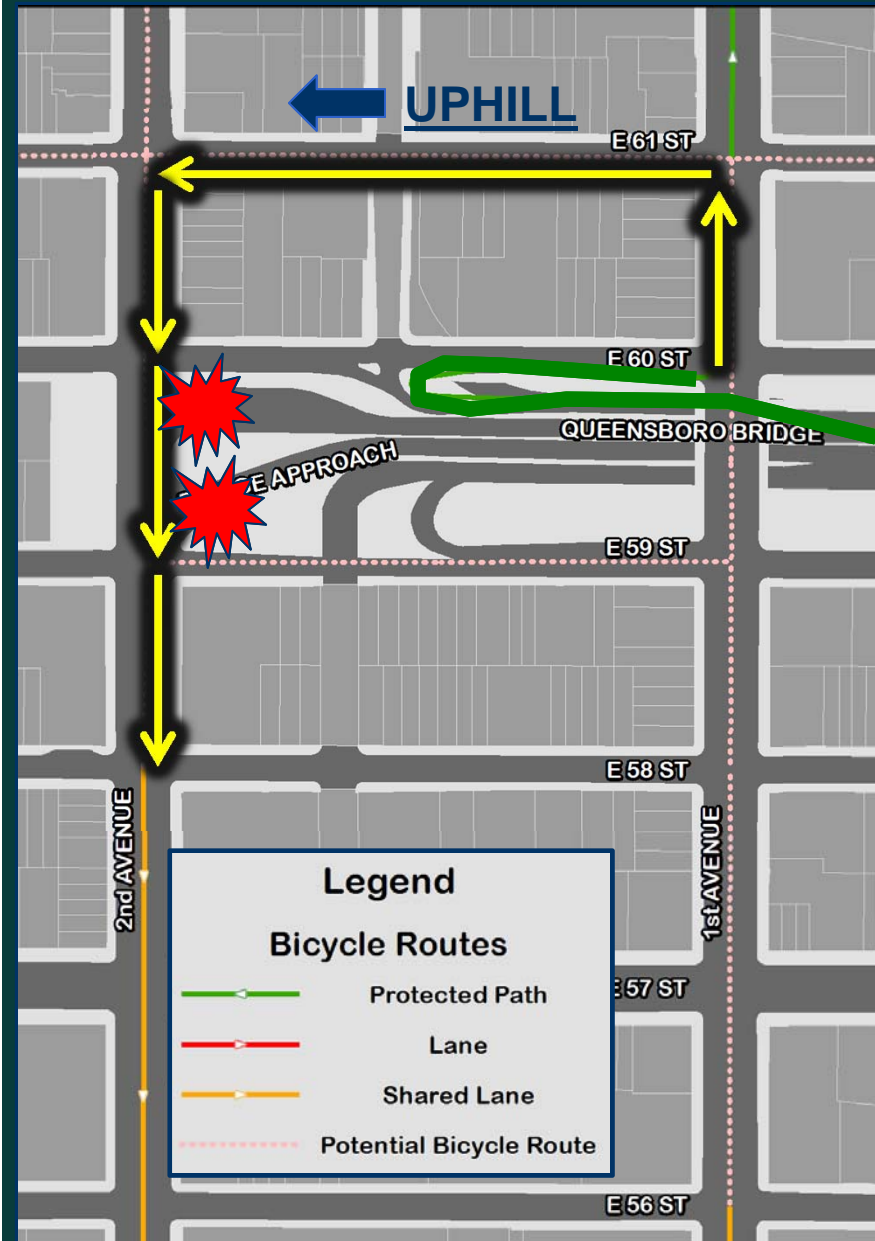 UPHILL
E 61 ST
E 60 ST
QUEENSBORO BRIDGE
APPROACH
E 59 ST
E 58 ST
2nd AVENUE
1st AVENUE
Legend
Bicycle Routes
Protected Path
E 57 ST
Lane
Shared Lane
Potential Bicycle Route
E 56 ST